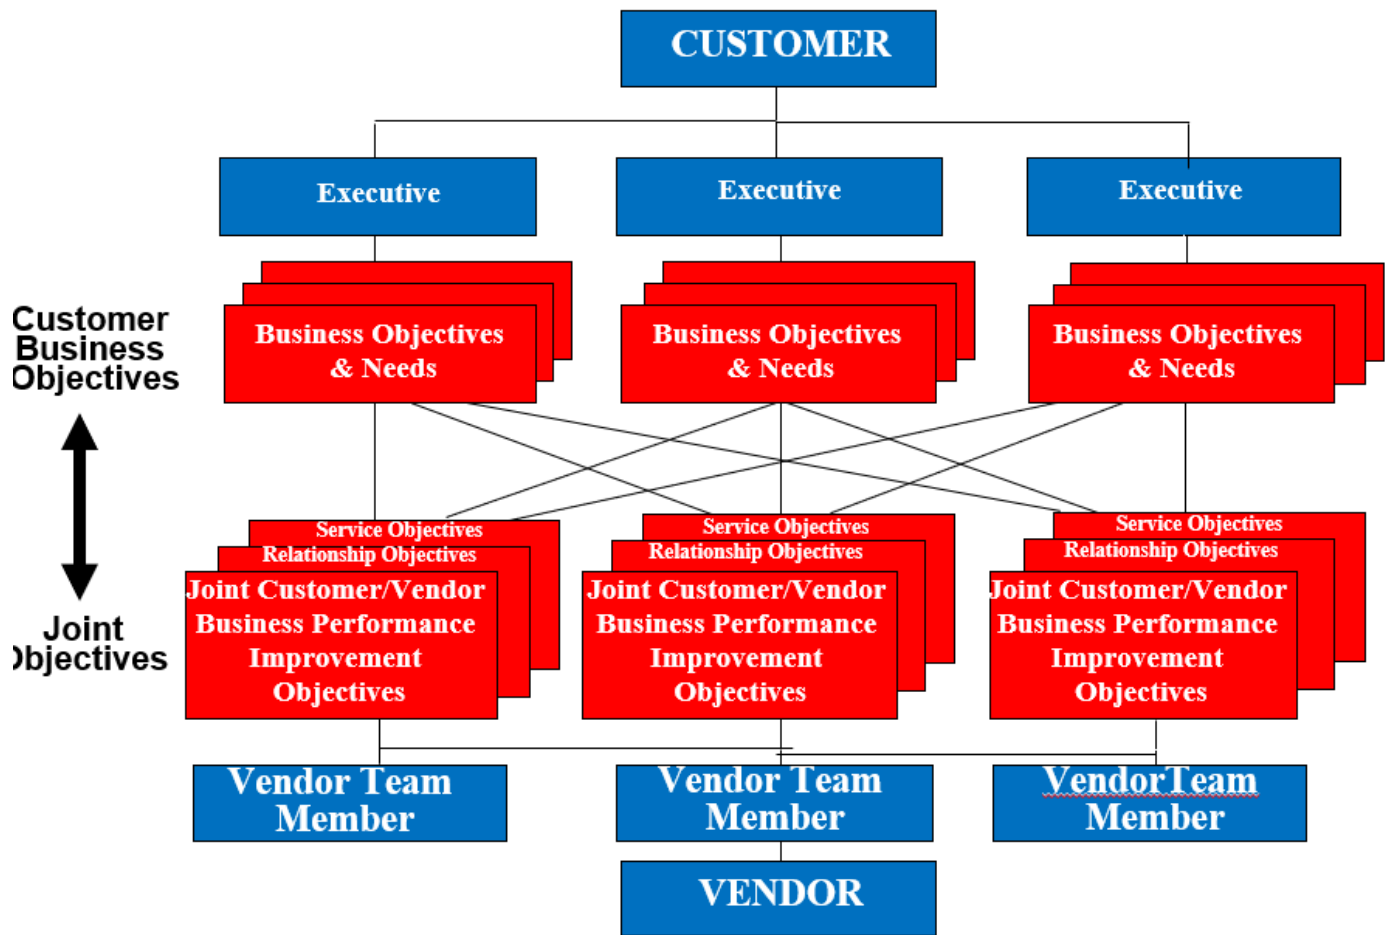 CUSTOMER
Executive
Executive
Executive
Customer
Business
Objectives
Business Objectives
& Needs
Business Objectives
& Needs
Business Objectives
& Needs
Service Objectives
Relationship Objectives
Joint Customer/Vendor
Business Performance
Improvement
Objectives
Service Objectives
Relationship Objectives
Joint Customer/Vendor
Business Performance
Improvement
Objectives
Service Objectives
Relationship Objectives
Joint Customer/Vendor
Business Performance
Improvement
Objectives
Joint
Objectives
Vendor Team
Member
Vendor Team
Member
VendorTeam
Member
VENDOR